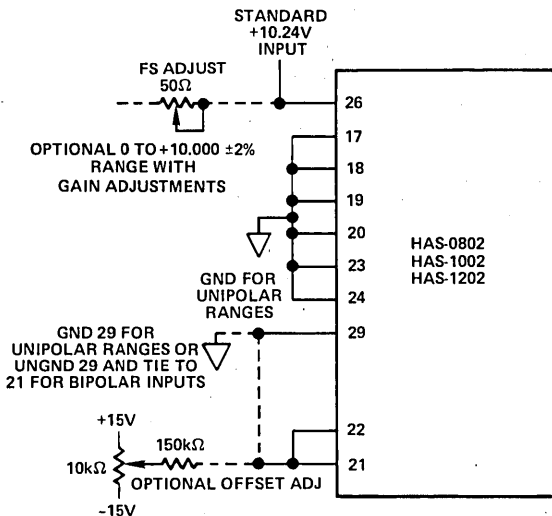 STANDARD
+10.24V
INPUT
FS ADJUST
50Ω
OPTIONAL 0 TO +10.000 ±2%
RANGE WITH
GAIN ADJUSTMENTS
26
17
18
19
20
23
24
29
22
21
HAS-0802
HAS-1002
HAS-1202
GND FOR
UNIPOLAR
RANGES
GND 29 FOR
UNIPOLAR RANGES OR
UNGND 29 AND TIE TO
21 FOR BIPOLAR INPUTS
+15V
10kΩ
150kΩ
OPTIONAL OFFSET ADJ
-15V